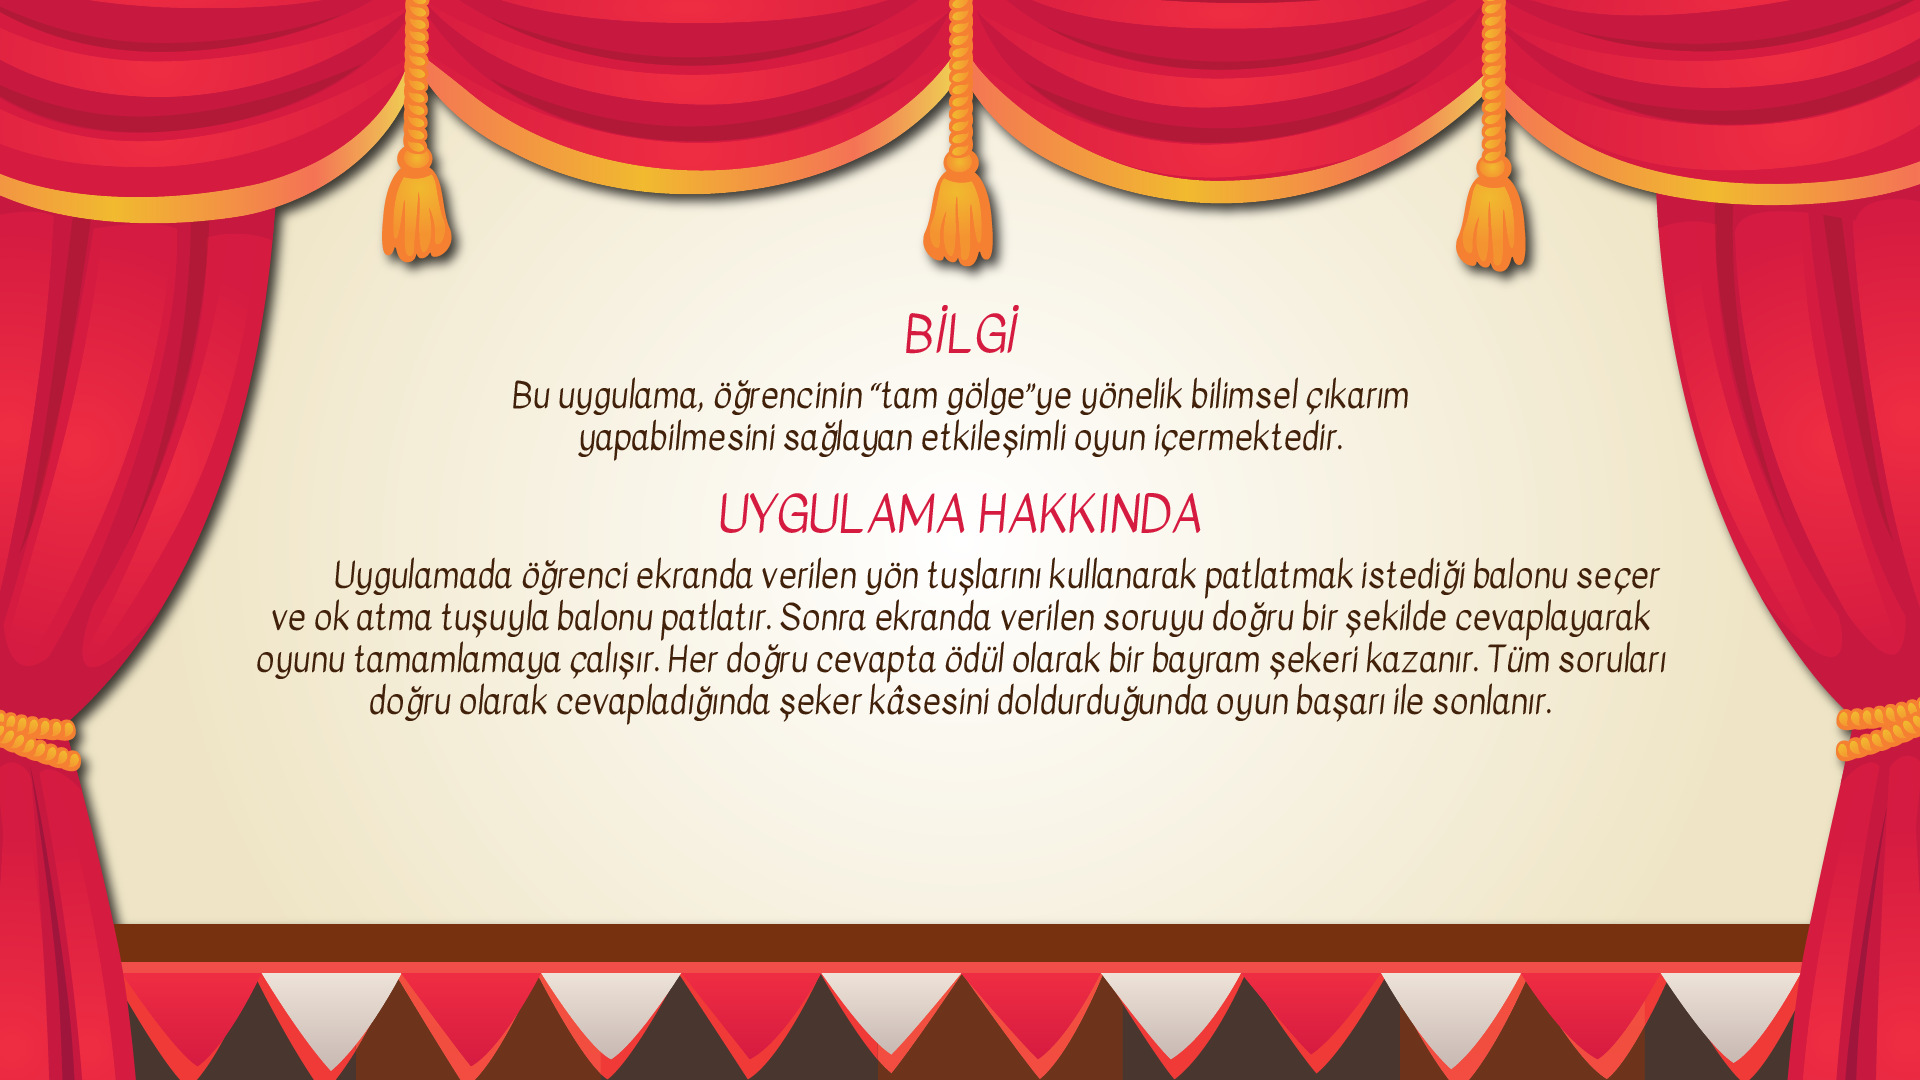 BİLGİ
Bu uygulama, öğrencinin “tam gölge”ye yönelik bilimsel çıkarım
yapabilmesini sağlayan etkileşimli oyun içermektedir.
UYGULAMA HAKKINDA
Uygulamada öğrenci ekranda verilen yön tuşlarını kullanarak patlatmak istediği balonu seçer
ve ok atma tuşuyla balonu patlatır. Sonra ekranda verilen soruyu doğru bir şekilde cevaplayarak
oyunu tamamlamaya çalışır. Her doğru cevapta ödül olarak bir bayram şekeri kazanır. Tüm soruları
doğru olarak cevapladığında şeker kâsesini doldurduğunda oyun başarı ile sonlanır.